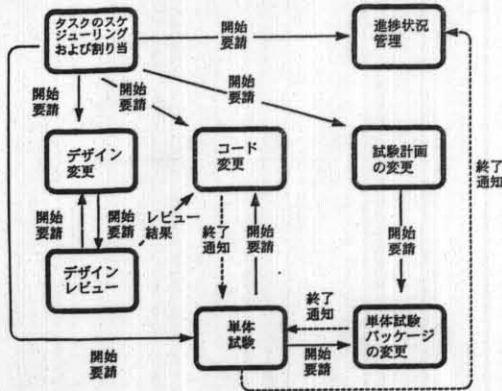 タスクのスケ
ジューリング
および割り当
開始
要請
進捗状況
管理
開始
要請
開始
要請
開始
要請
デザイン
変更
コード
変更
試験計画
の変更
終了
通知
開始
要請
開始
要請
レビュー
結果
終了
通知
開始
要請
開始
要請
デザイン
レビュー
単体
試験
終了
通知
単体試験
パッケージ
の変更
開始
要請
開始
要請